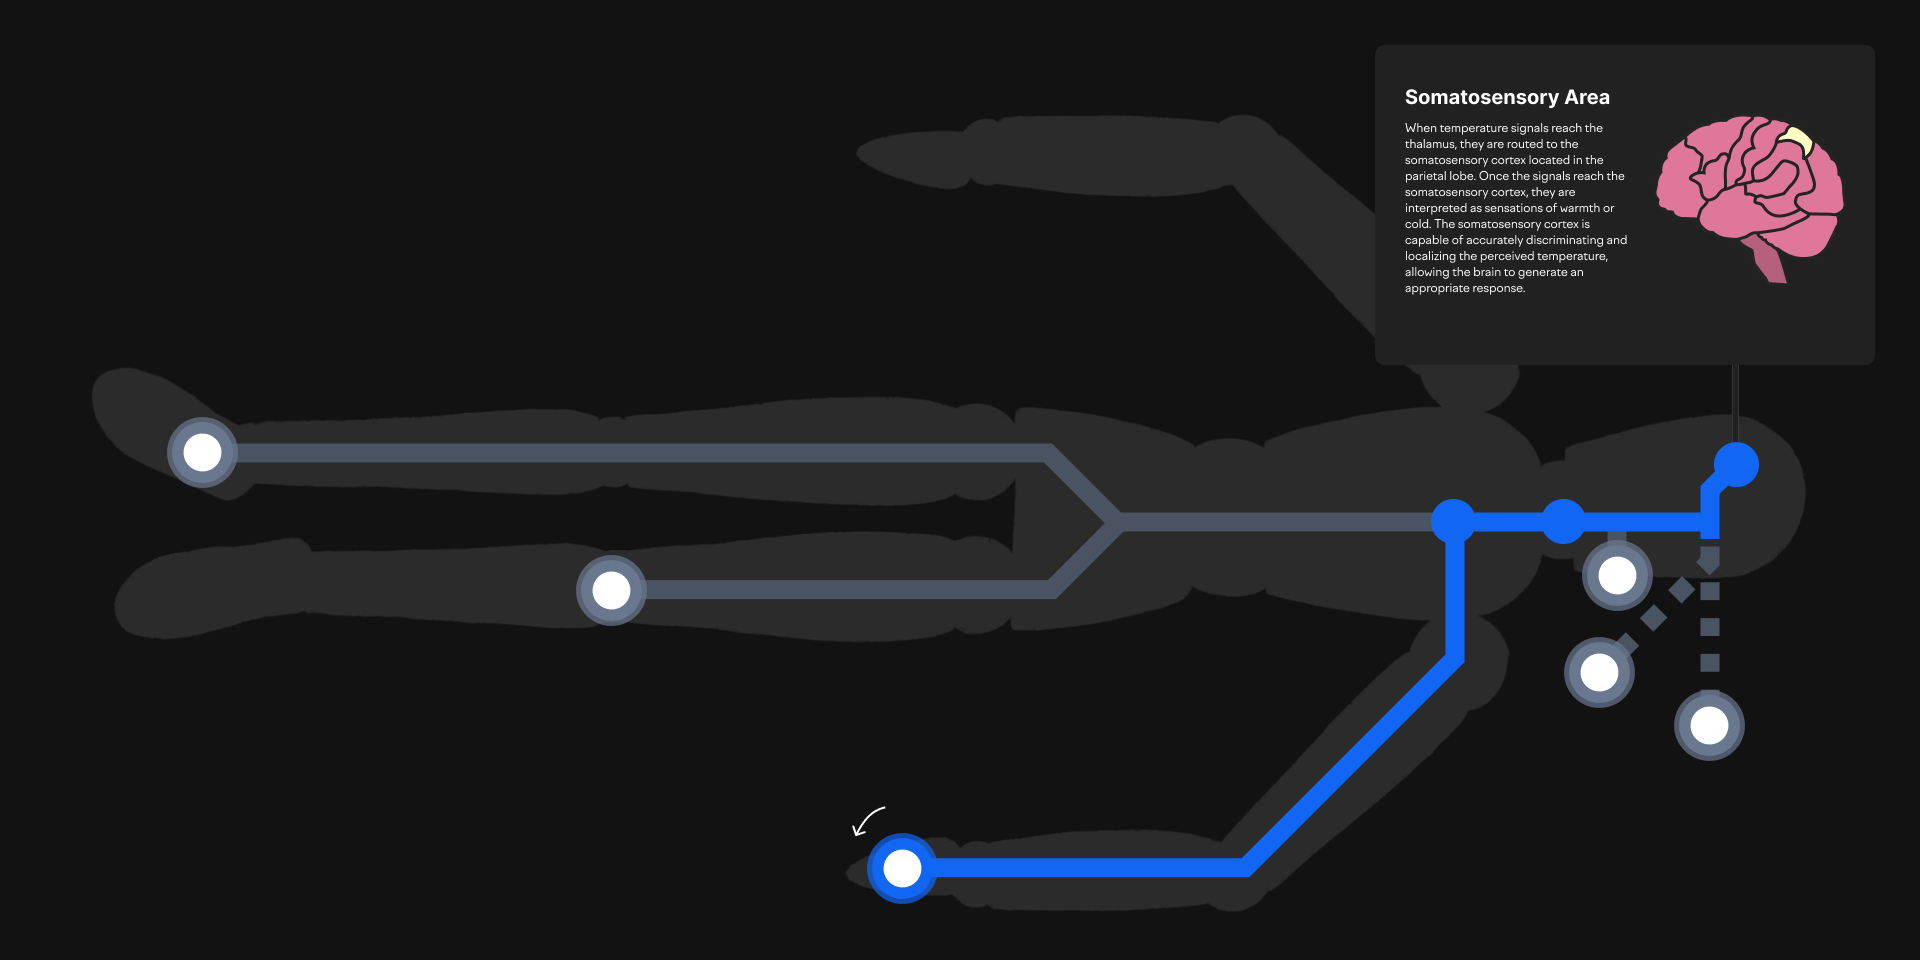 Somatosensory Area
When temperature signals reach the
thalamus, they are routed to the
somatosensory cortex located in the
parietal lobe. Once the signals reach the
somatosensory cortex, they are
interpreted as sensations of warmth or
cold. The somatosensory cortex is
capable of accurately discriminating and
localizing the perceived temperature,
allowing the brain to generate an
appropriate response.